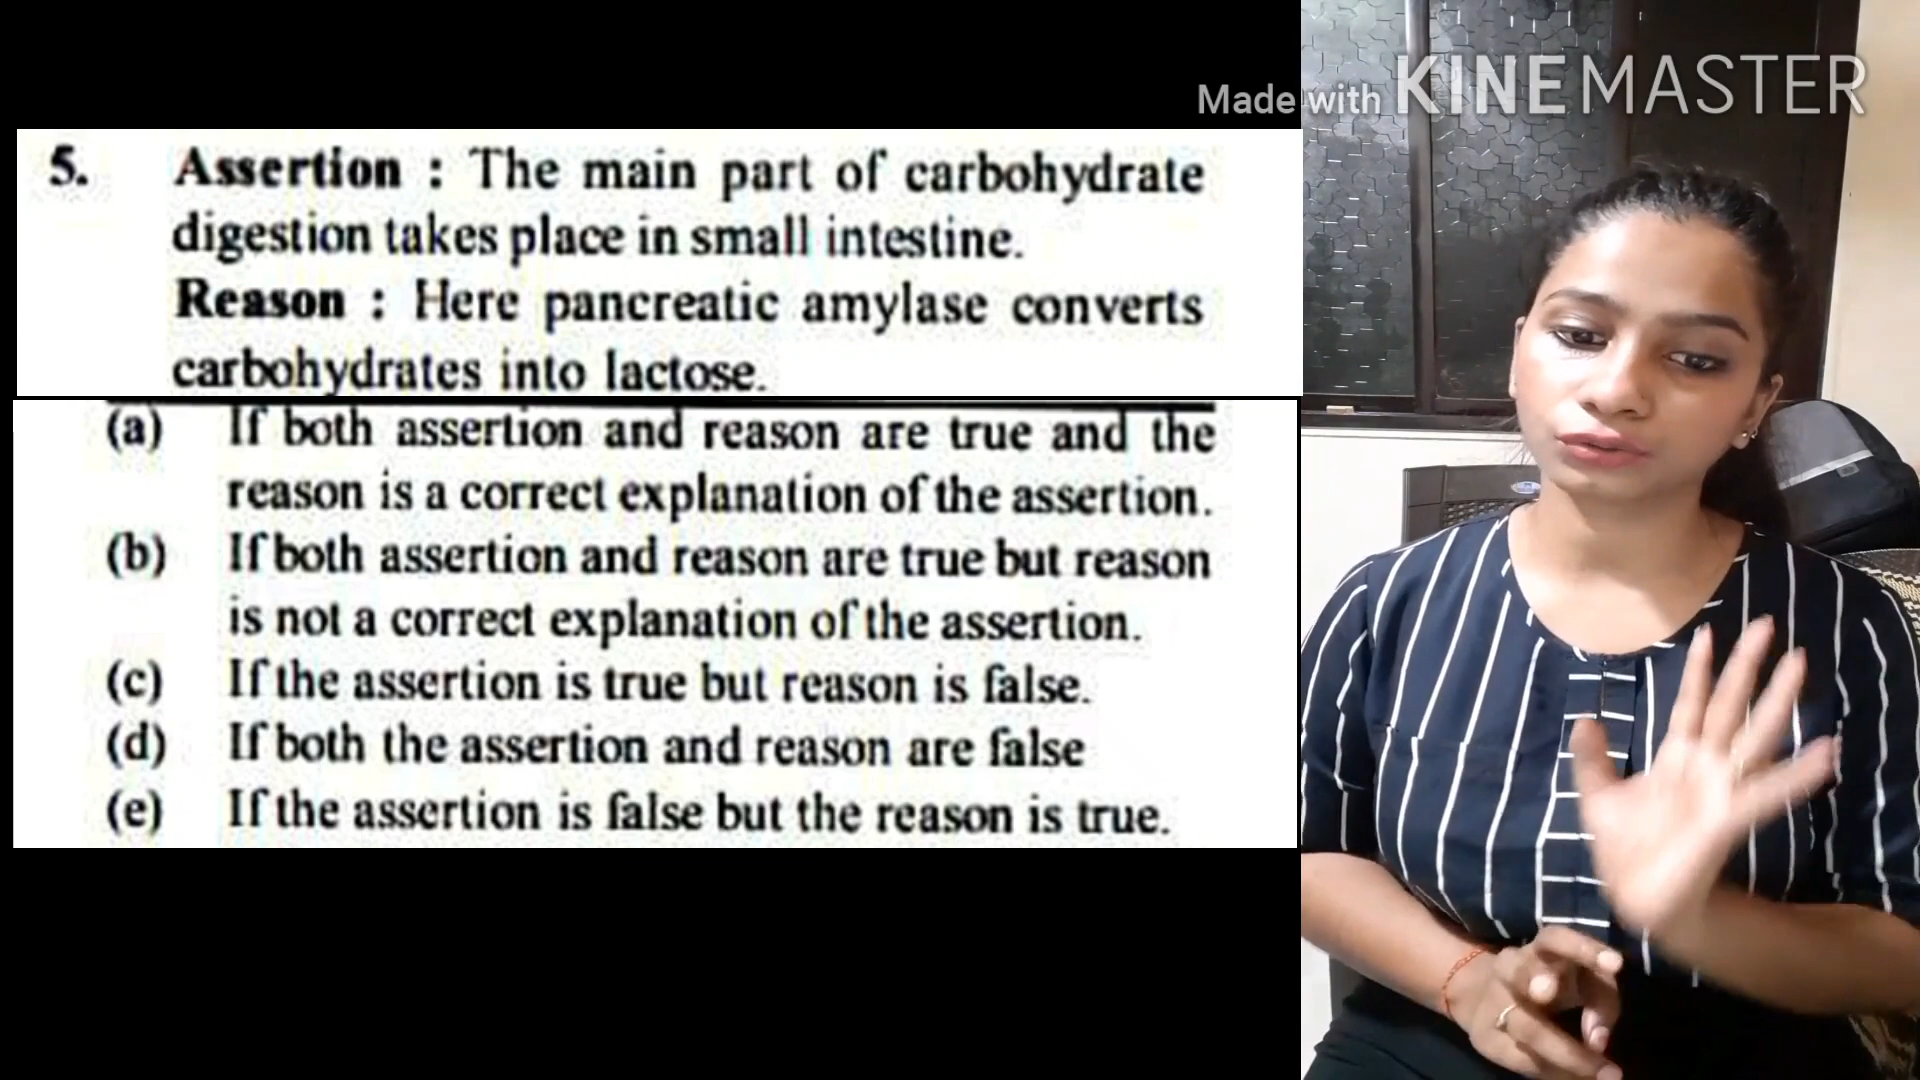 Made with KINEMASTER
5. Assertion : The main part of carbohydrate
digestion takes place in small intestine.
Reason : Here pancreatic amylase converts
carbohydrates into lactose.
(a) If both assertion and reason are true and the
reason is a correct explanation of the assertion.
(b) If both assertion and reason are true but reason
is not a correct explanation of the assertion.
(c) If the assertion is true but reason is false.
(d) If both the assertion and reason are false
(e) If the assertion is false but the reason is true.